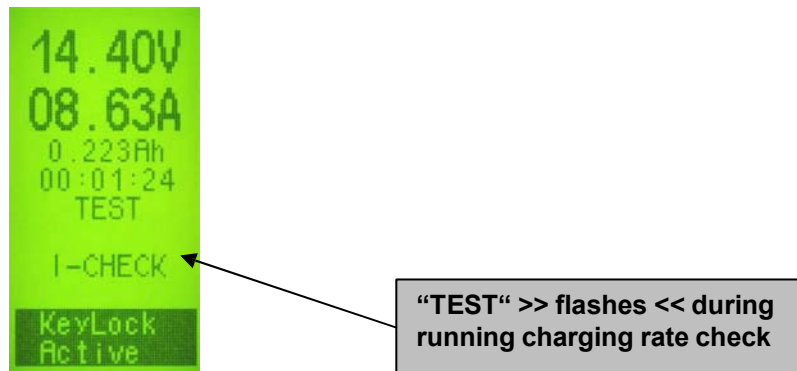 14.40V
08.63A
0.223Ah
00:01:24
TEST
I-CHECK
KeyLock
Active
“TEST“ >> flashes << during
running charging rate check